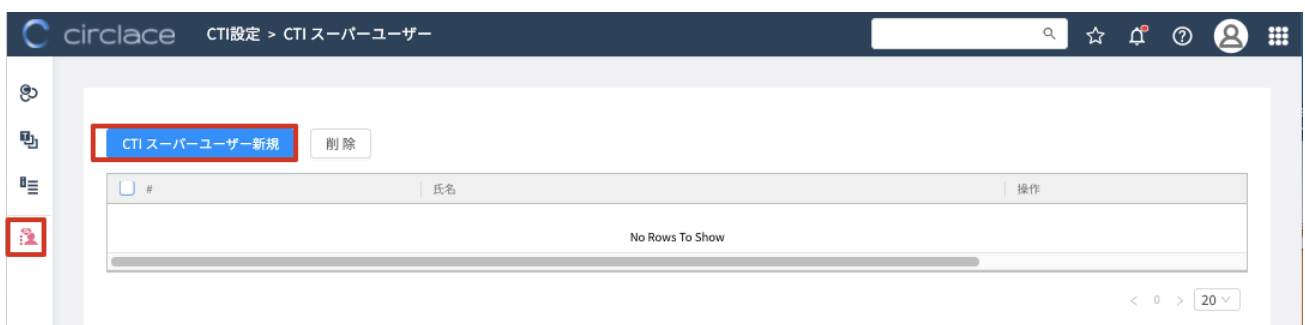 circlace CTI設定 > CTI スーパーユーザー
CTI スーパーユーザー新規 削 除
# 氏名 操作
No Rows To Show
< 0 > 20